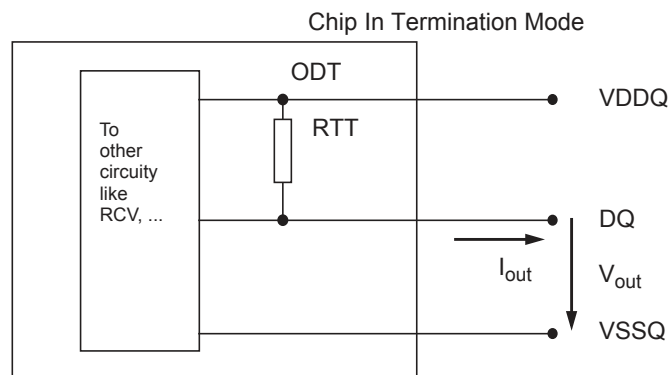 Chip In Termination Mode
ODT
VDDQ
To
other
circuity
like
RCV, ...
RTT
DQ
Iout
Vout
VSSQ